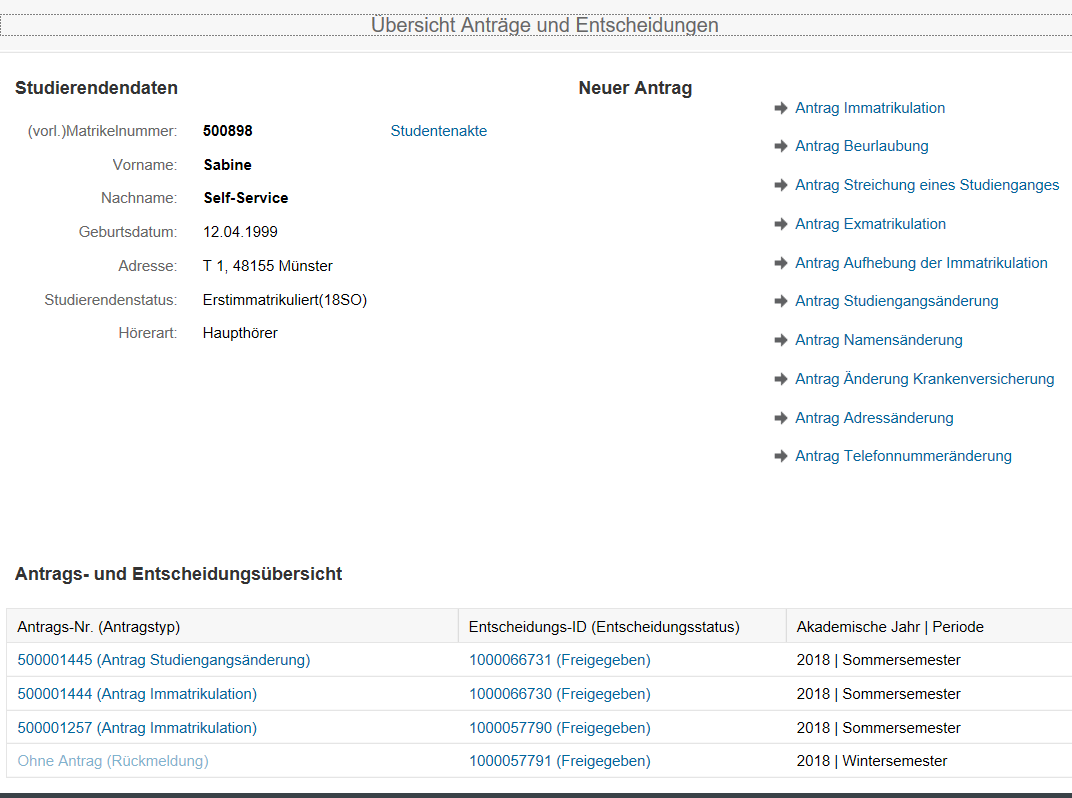 Übersicht Anträge und Entscheidungen
Studierendendaten
(vorl.)Matrikelnummer: 500898 Studentenakte
Vorname: Sabine
Nachname: Self-Service
Geburtsdatum: 12.04.1999
Adresse: T 1, 48155 Münster
Studierendenstatus: Erstimmatrikuliert(18SO)
Hörerart: Haupthörer
Neuer Antrag
Antrag Immatrikulation
Antrag Beurlaubung
Antrag Streichung eines Studienganges
Antrag Exmatrikulation
Antrag Aufhebung der Immatrikulation
Antrag Studiengangsänderung
Antrag Namensänderung
Antrag Änderung Krankenversicherung
Antrag Adressänderung
Antrag Telefonnummeränderung
Antrags- und Entscheidungsübersicht
Antrags-Nr. (Antragstyp) Entscheidungs-ID (Entscheidungsstatus) Akademische Jahr | Periode
500001445 (Antrag Studiengangsänderung) 1000066731 (Freigegeben) 2018 | Sommersemester
500001444 (Antrag Immatrikulation) 1000066730 (Freigegeben) 2018 | Sommersemester
500001257 (Antrag Immatrikulation) 1000057790 (Freigegeben) 2018 | Sommersemester
Ohne Antrag (Rückmeldung) 1000057791 (Freigegeben) 2018 | Wintersemester